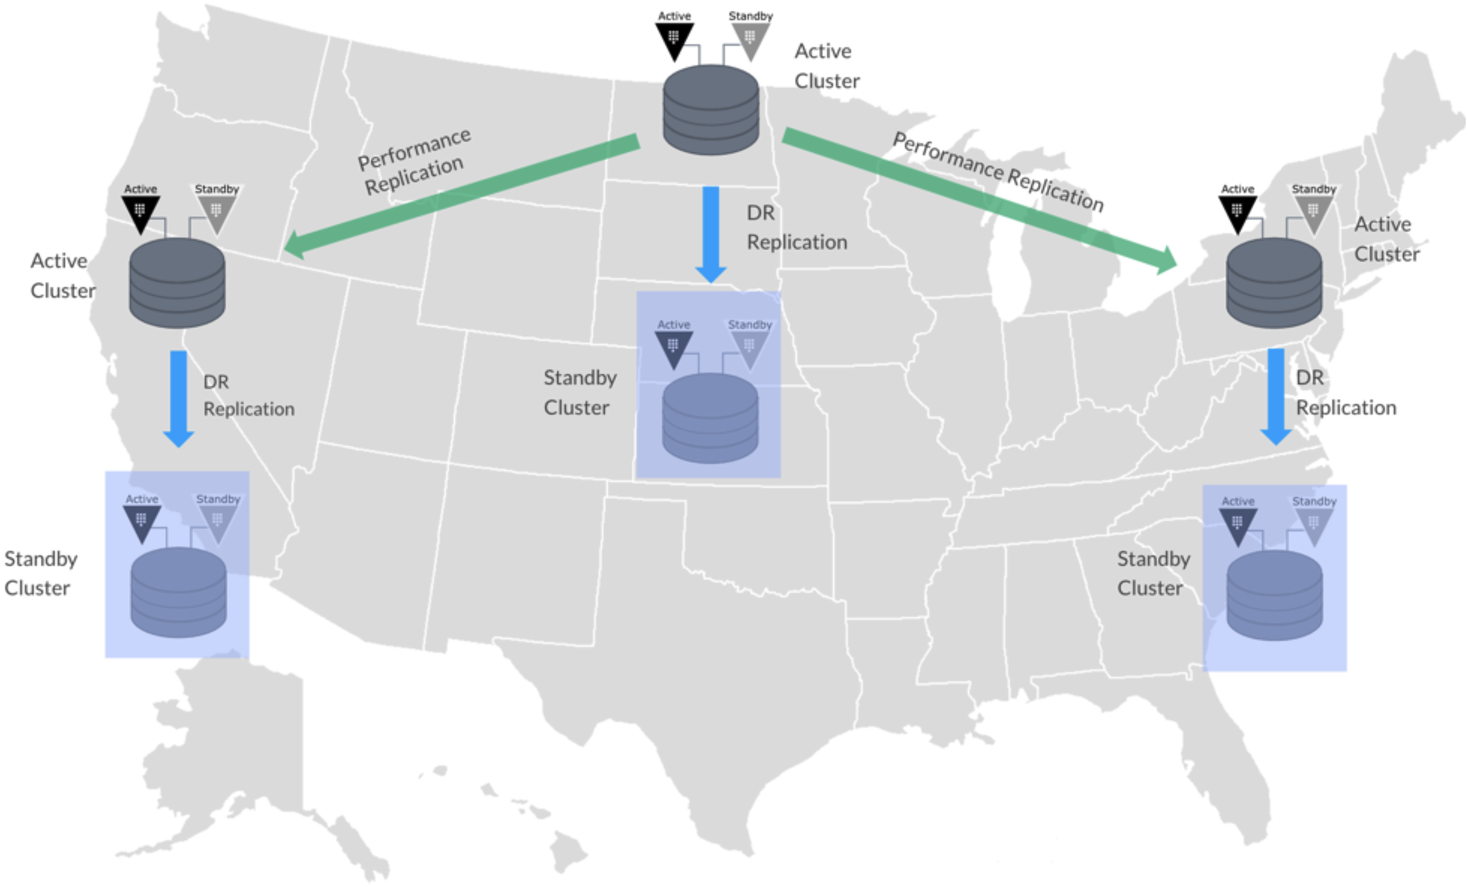 Active
Standby
Active
Cluster
Performance
Replication
Performance Replication
DR
Replication
Active
Standby
Active
Cluster
Active
Standby
Active
Cluster
DR
Replication
Active
Standby
Standby
Cluster
DR
Replication
Active
Standby
Standby
Cluster
Active
Standby
Standby
Cluster